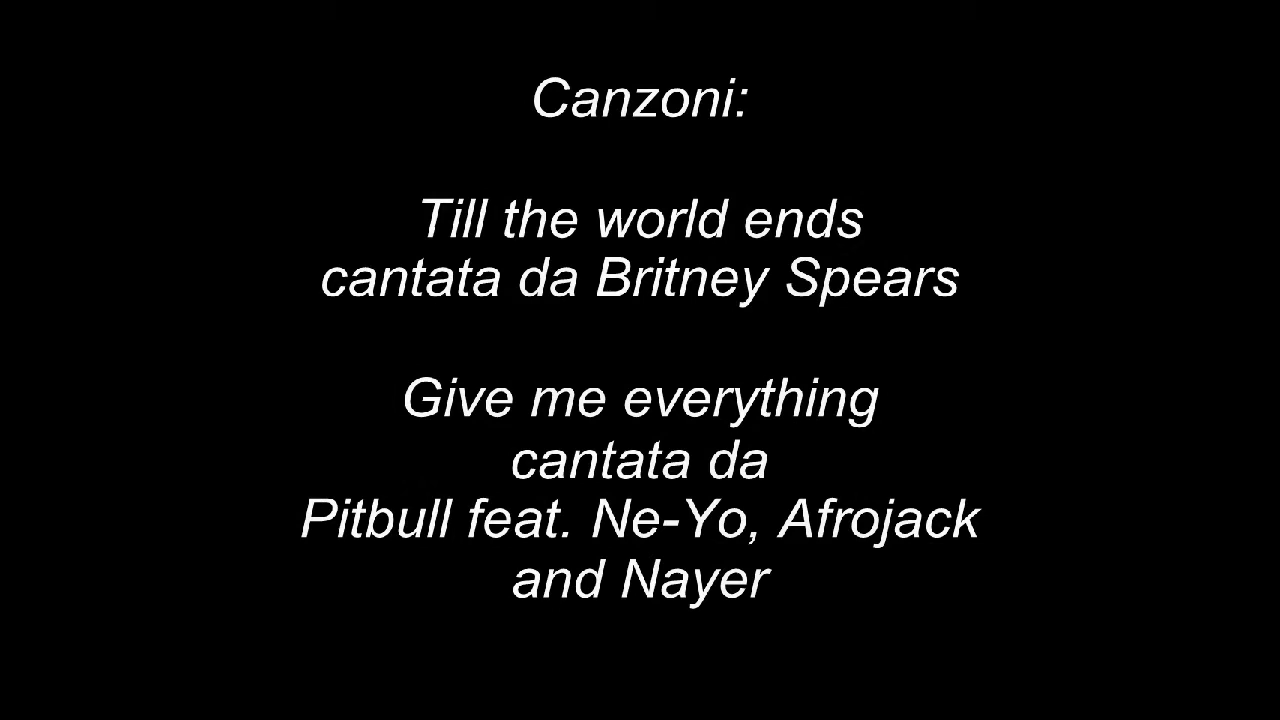 Canzoni:
Till the world ends
cantata da Britney Spears
Give me everything
cantata da
Pitbull feat. Ne-Yo, Afrojack
and Nayer